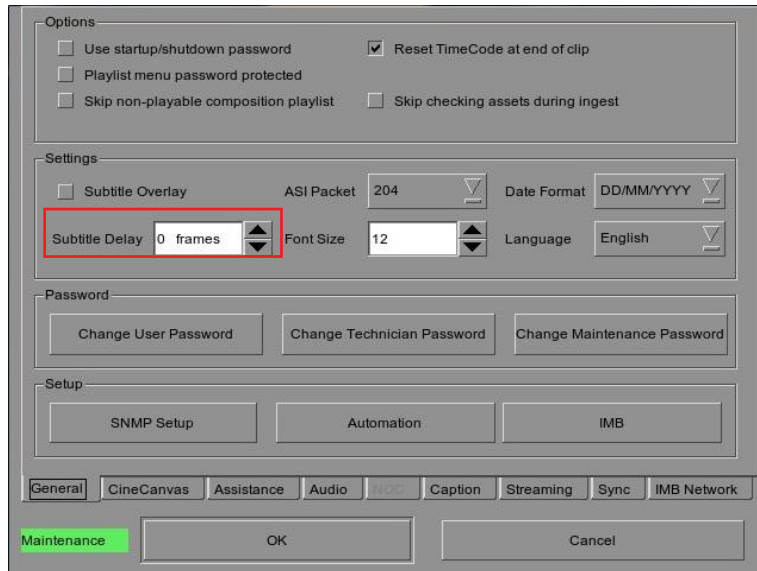 Options
Use startup/shutdown password Reset TimeCode at end of clip
Playlist menu password protected
Skip non-playable composition playlist Skip checking assets during ingest
Settings
Subtitle Overlay ASI Packet 204 Date Format DD/MM/YYYY
Subtitle Delay 0 frames Font Size 12 Language English
Password
Change User Password Change Technician Password Change Maintenance Password
Setup
SNMP Setup Automation IMB
General CineCanvas Assistance Audio NOC Caption Streaming Sync IMB Network
Maintenance OK Cancel